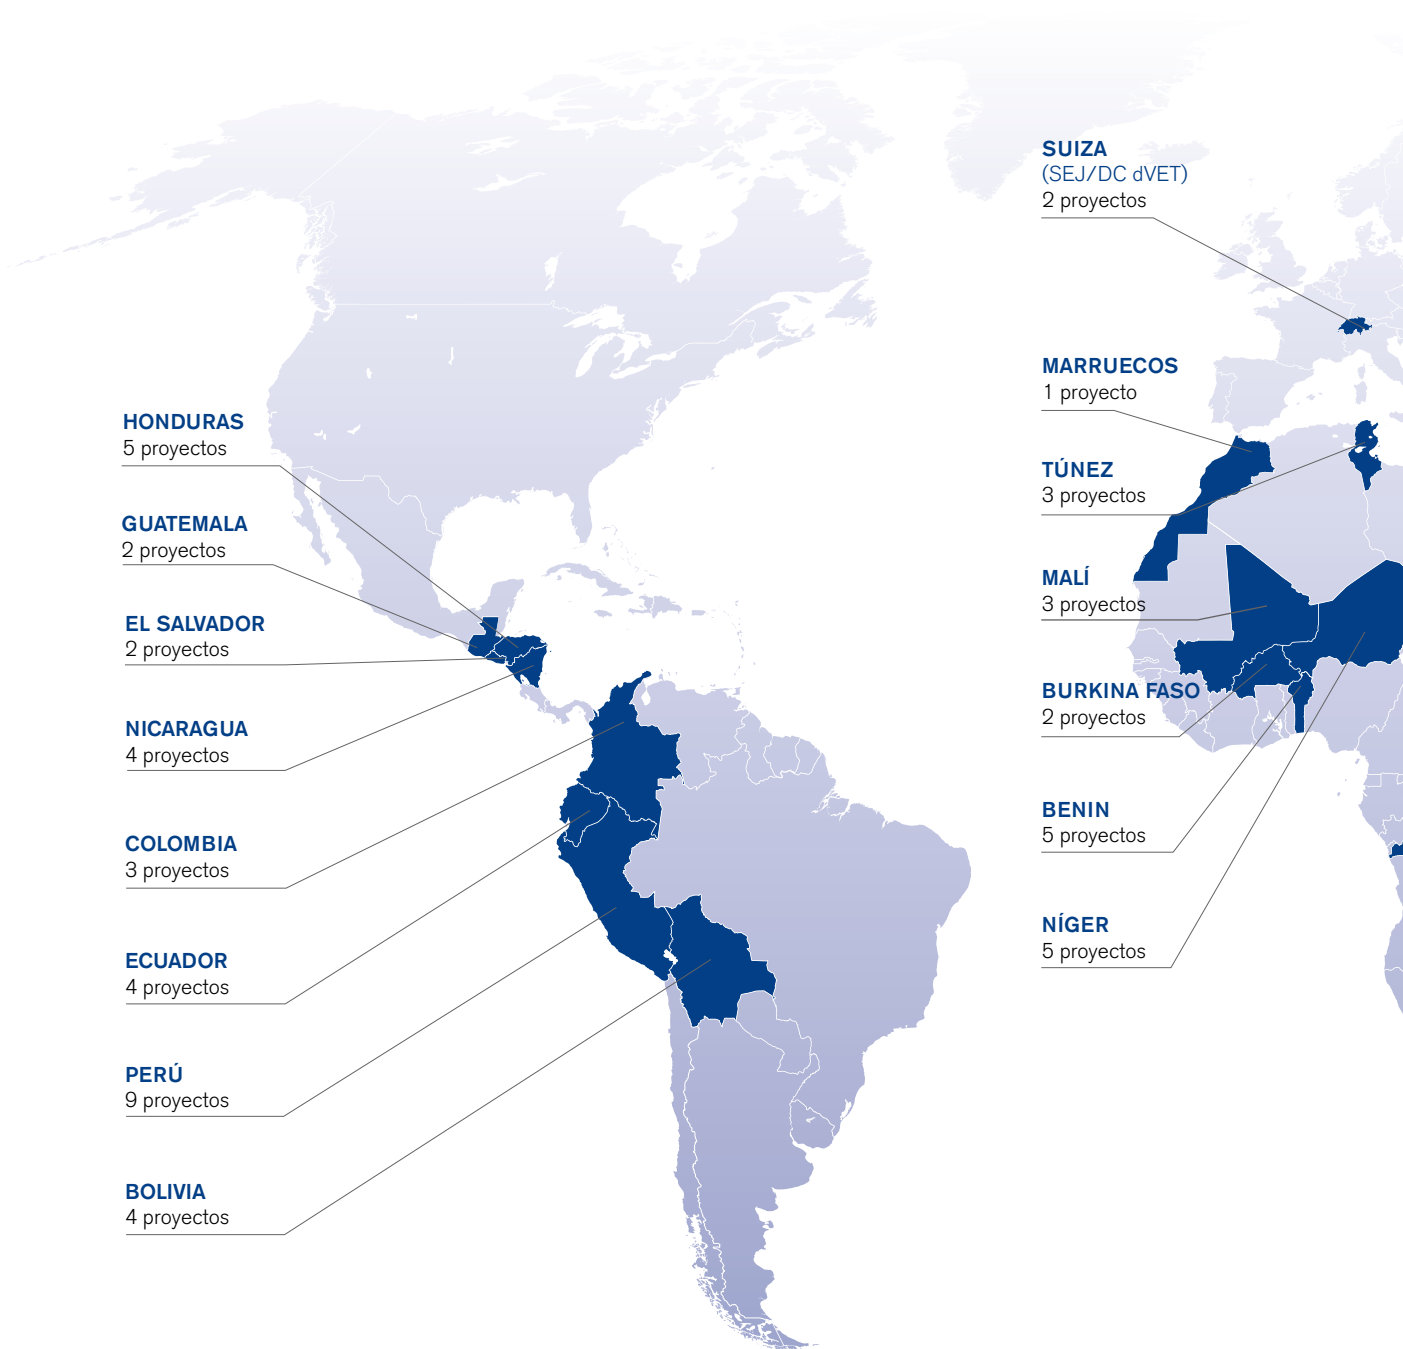 HONDURAS
5 proyectos
GUATEMALA
2 proyectos
EL SALVADOR
2 proyectos
NICARAGUA
4 proyectos
COLOMBIA
3 proyectos
ECUADOR
4 proyectos
PERÚ
9 proyectos
BOLIVIA
4 proyectos
SUIZA
(SEJ/DC dVET)
2 proyectos
MARRUECOS
1 proyecto
TÚNEZ
3 proyectos
MALÍ
3 proyectos
BURKINA FASO
2 proyectos
BENIN
5 proyectos
NÍGER
5 proyectos